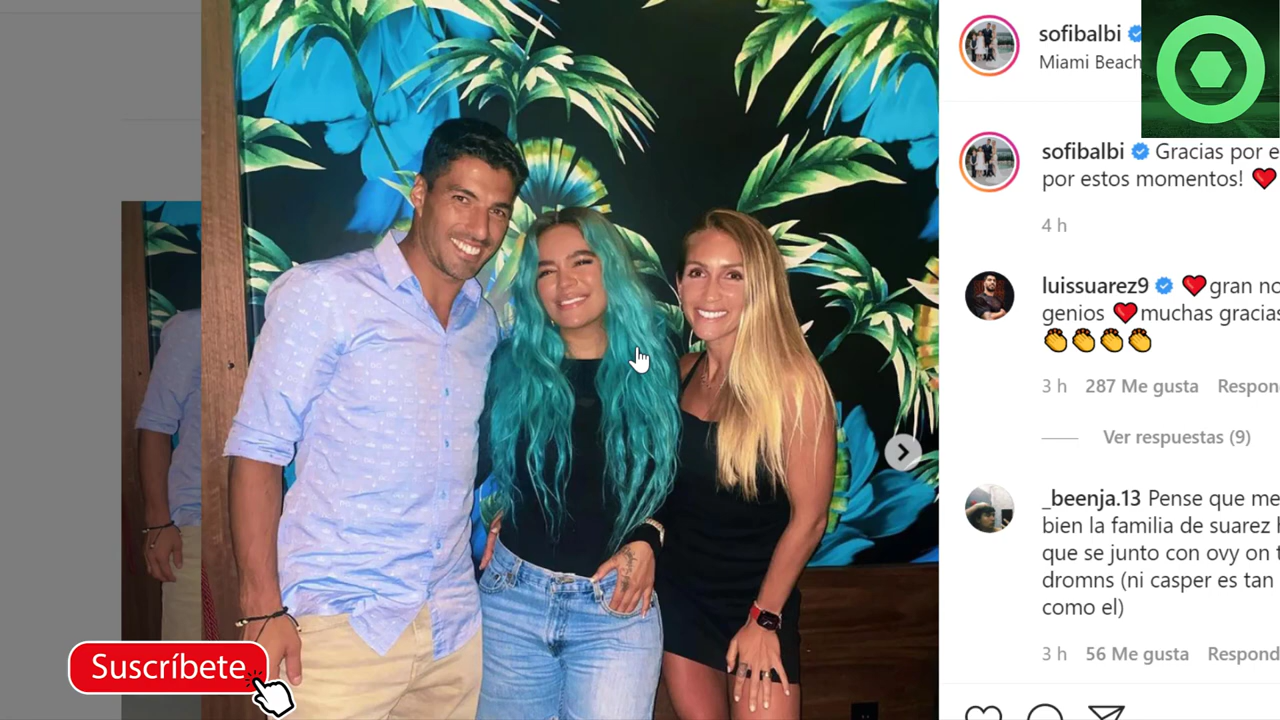 sofibalbi
Miami Beach
sofibalbi Gracias por e
por estos momentos! ❤️
4 h
luissuarez9 ❤️gran no
genios ❤️muchas gracias
👏👏👏👏
3 h 287 Me gusta Respon
Ver respuestas (9)
_beenja.13 Pense que me
bien la familia de suarez
que se junto con ovy on t
dromns (ni casper es tan
como el)
3 h 56 Me gusta Respond
Suscríbete